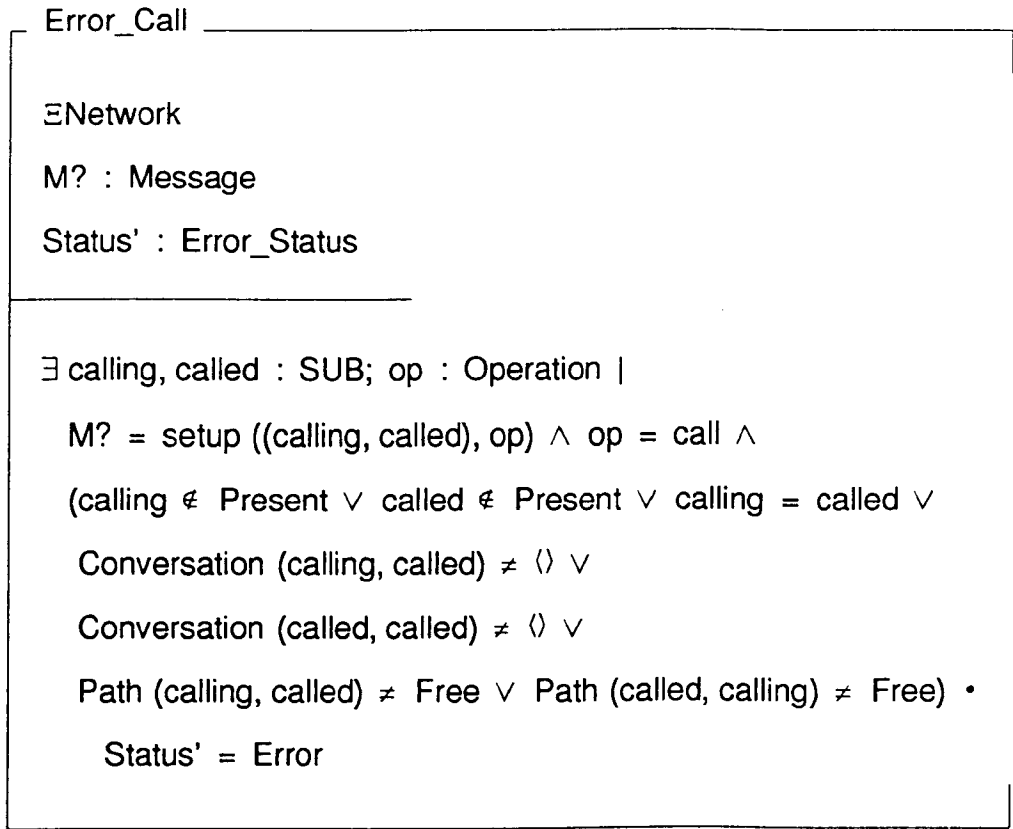 Error_Call
ΞNetwork
M? : Message
Status' : Error_Status
∃ calling, called : SUB; op : Operation |
M? = setup ((calling, called), op) ∧ op = call ∧
(calling ∉ Present ∨ called ∉ Present ∨ calling = called ∨
Conversation (calling, called) ≠ ⟨⟩ ∨
Conversation (called, called) ≠ ⟨⟩ ∨
Path (calling, called) ≠ Free ∨ Path (called, calling) ≠ Free) •
Status' = Error